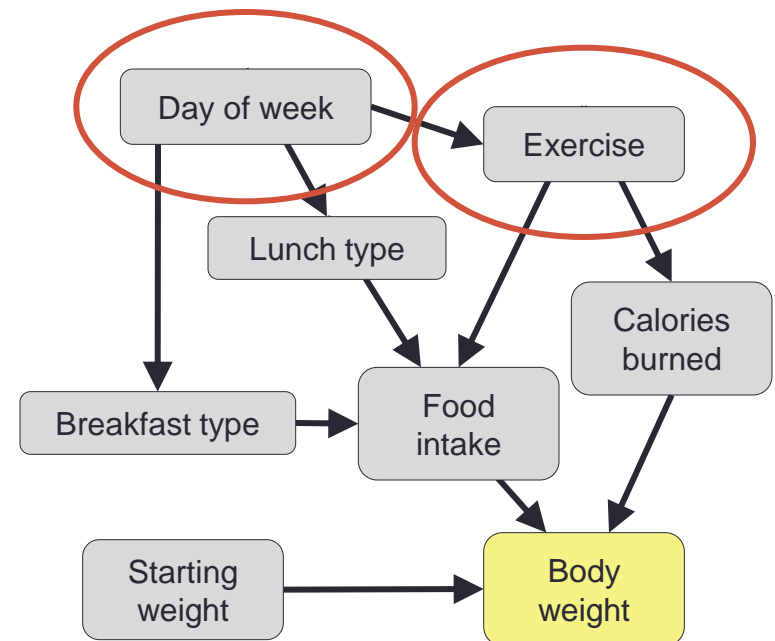 Day of week
Exercise
Lunch type
Calories
burned
Breakfast type
Food
intake
Starting
weight
Body
weight